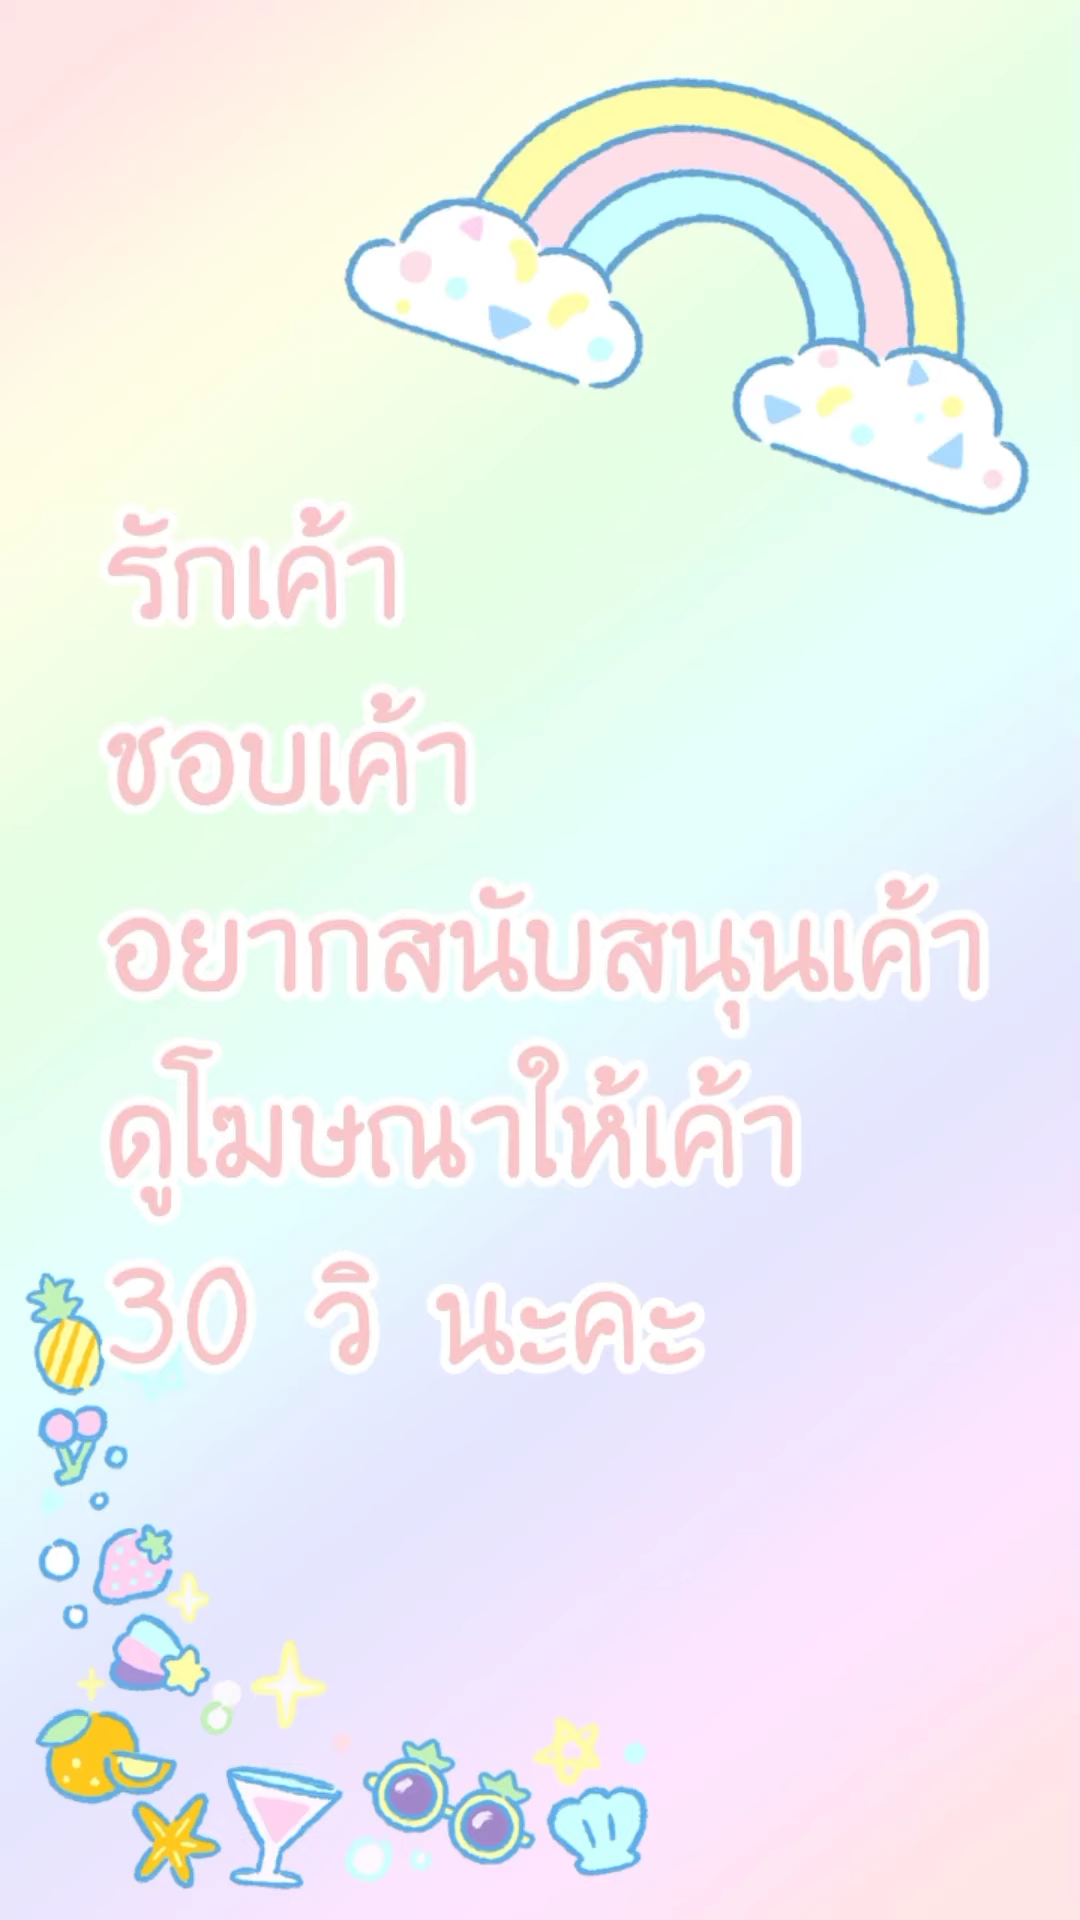 รักเค้า
ชอบเค้า
อยากสนับสนุนเค้า
ดูโฆษณาให้เค้า
30 วิ นะคะ